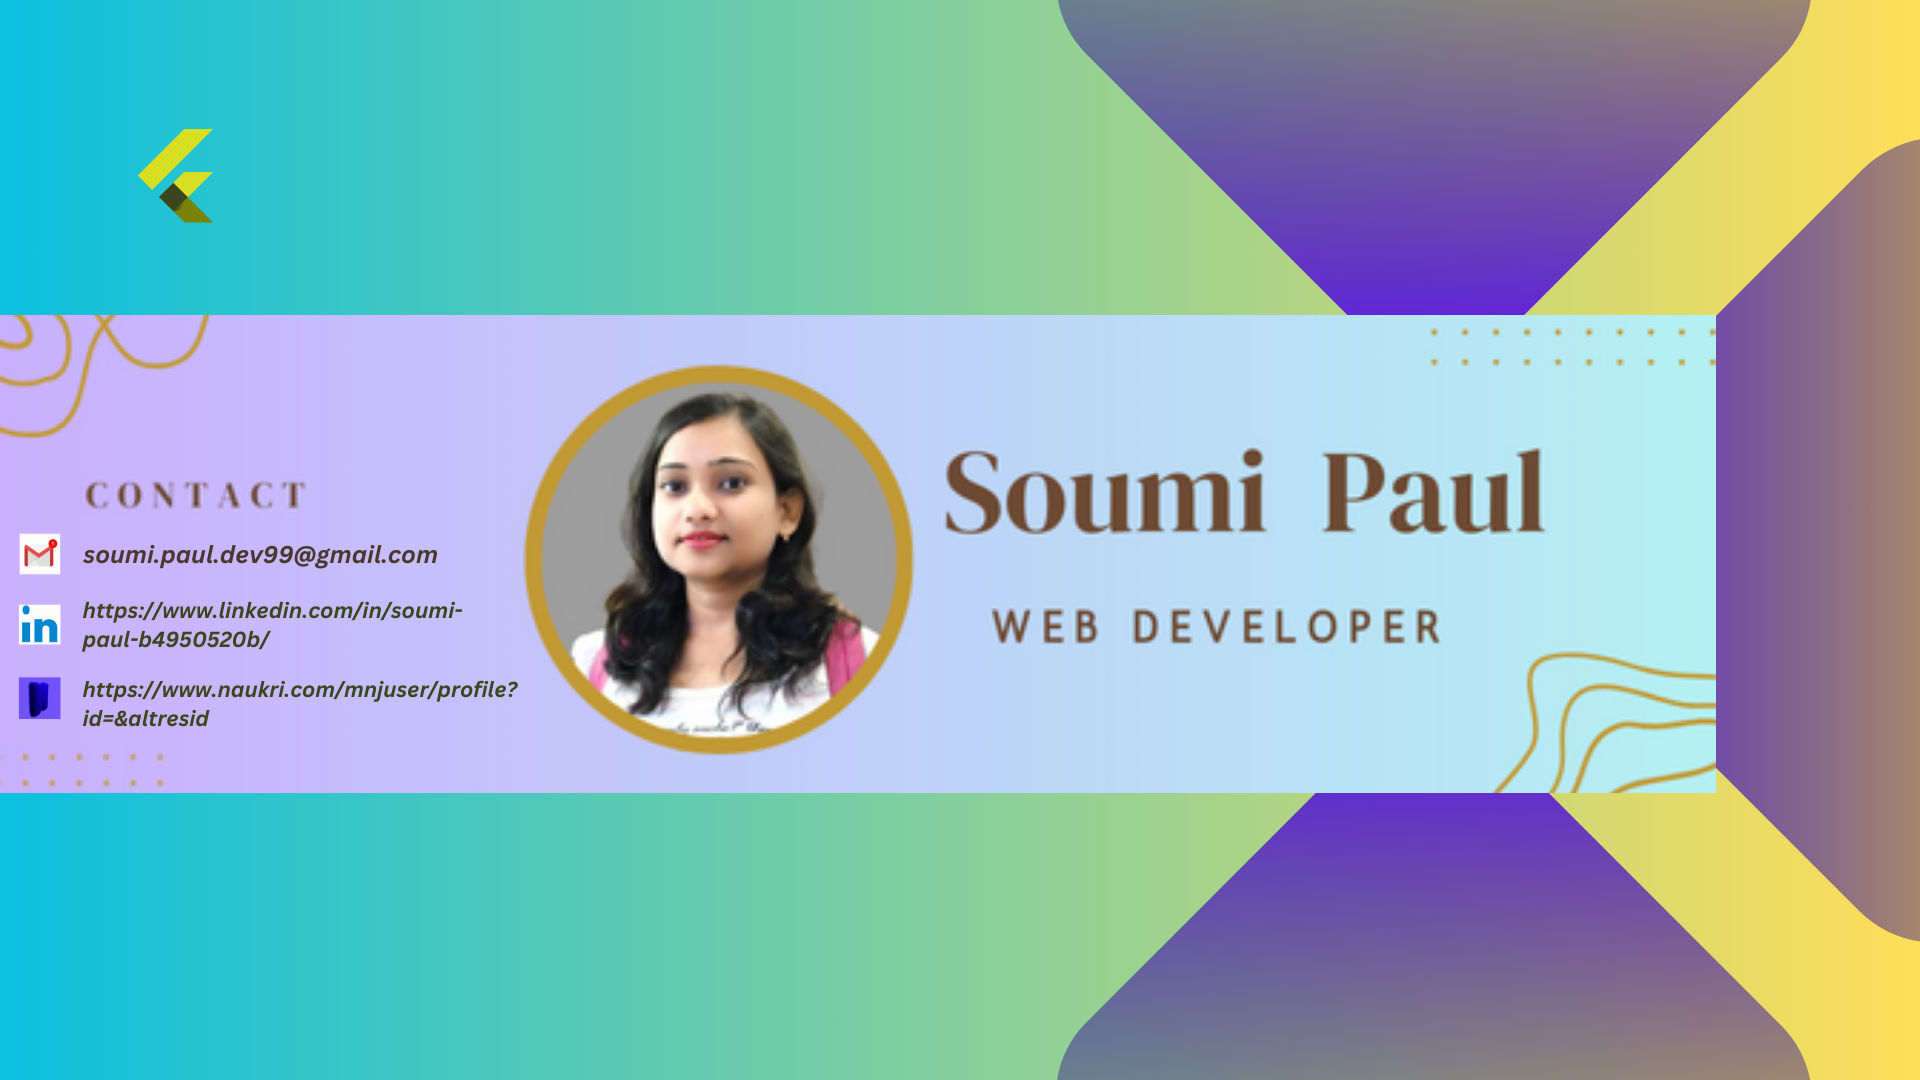 CONTACT
soumi.paul.dev99@gmail.com
https://www.linkedin.com/in/soumi-
paul-b4950520b/
https://www.naukri.com/mnjuser/profile?
id=&altresid
Soumi Paul
WEB DEVELOPER